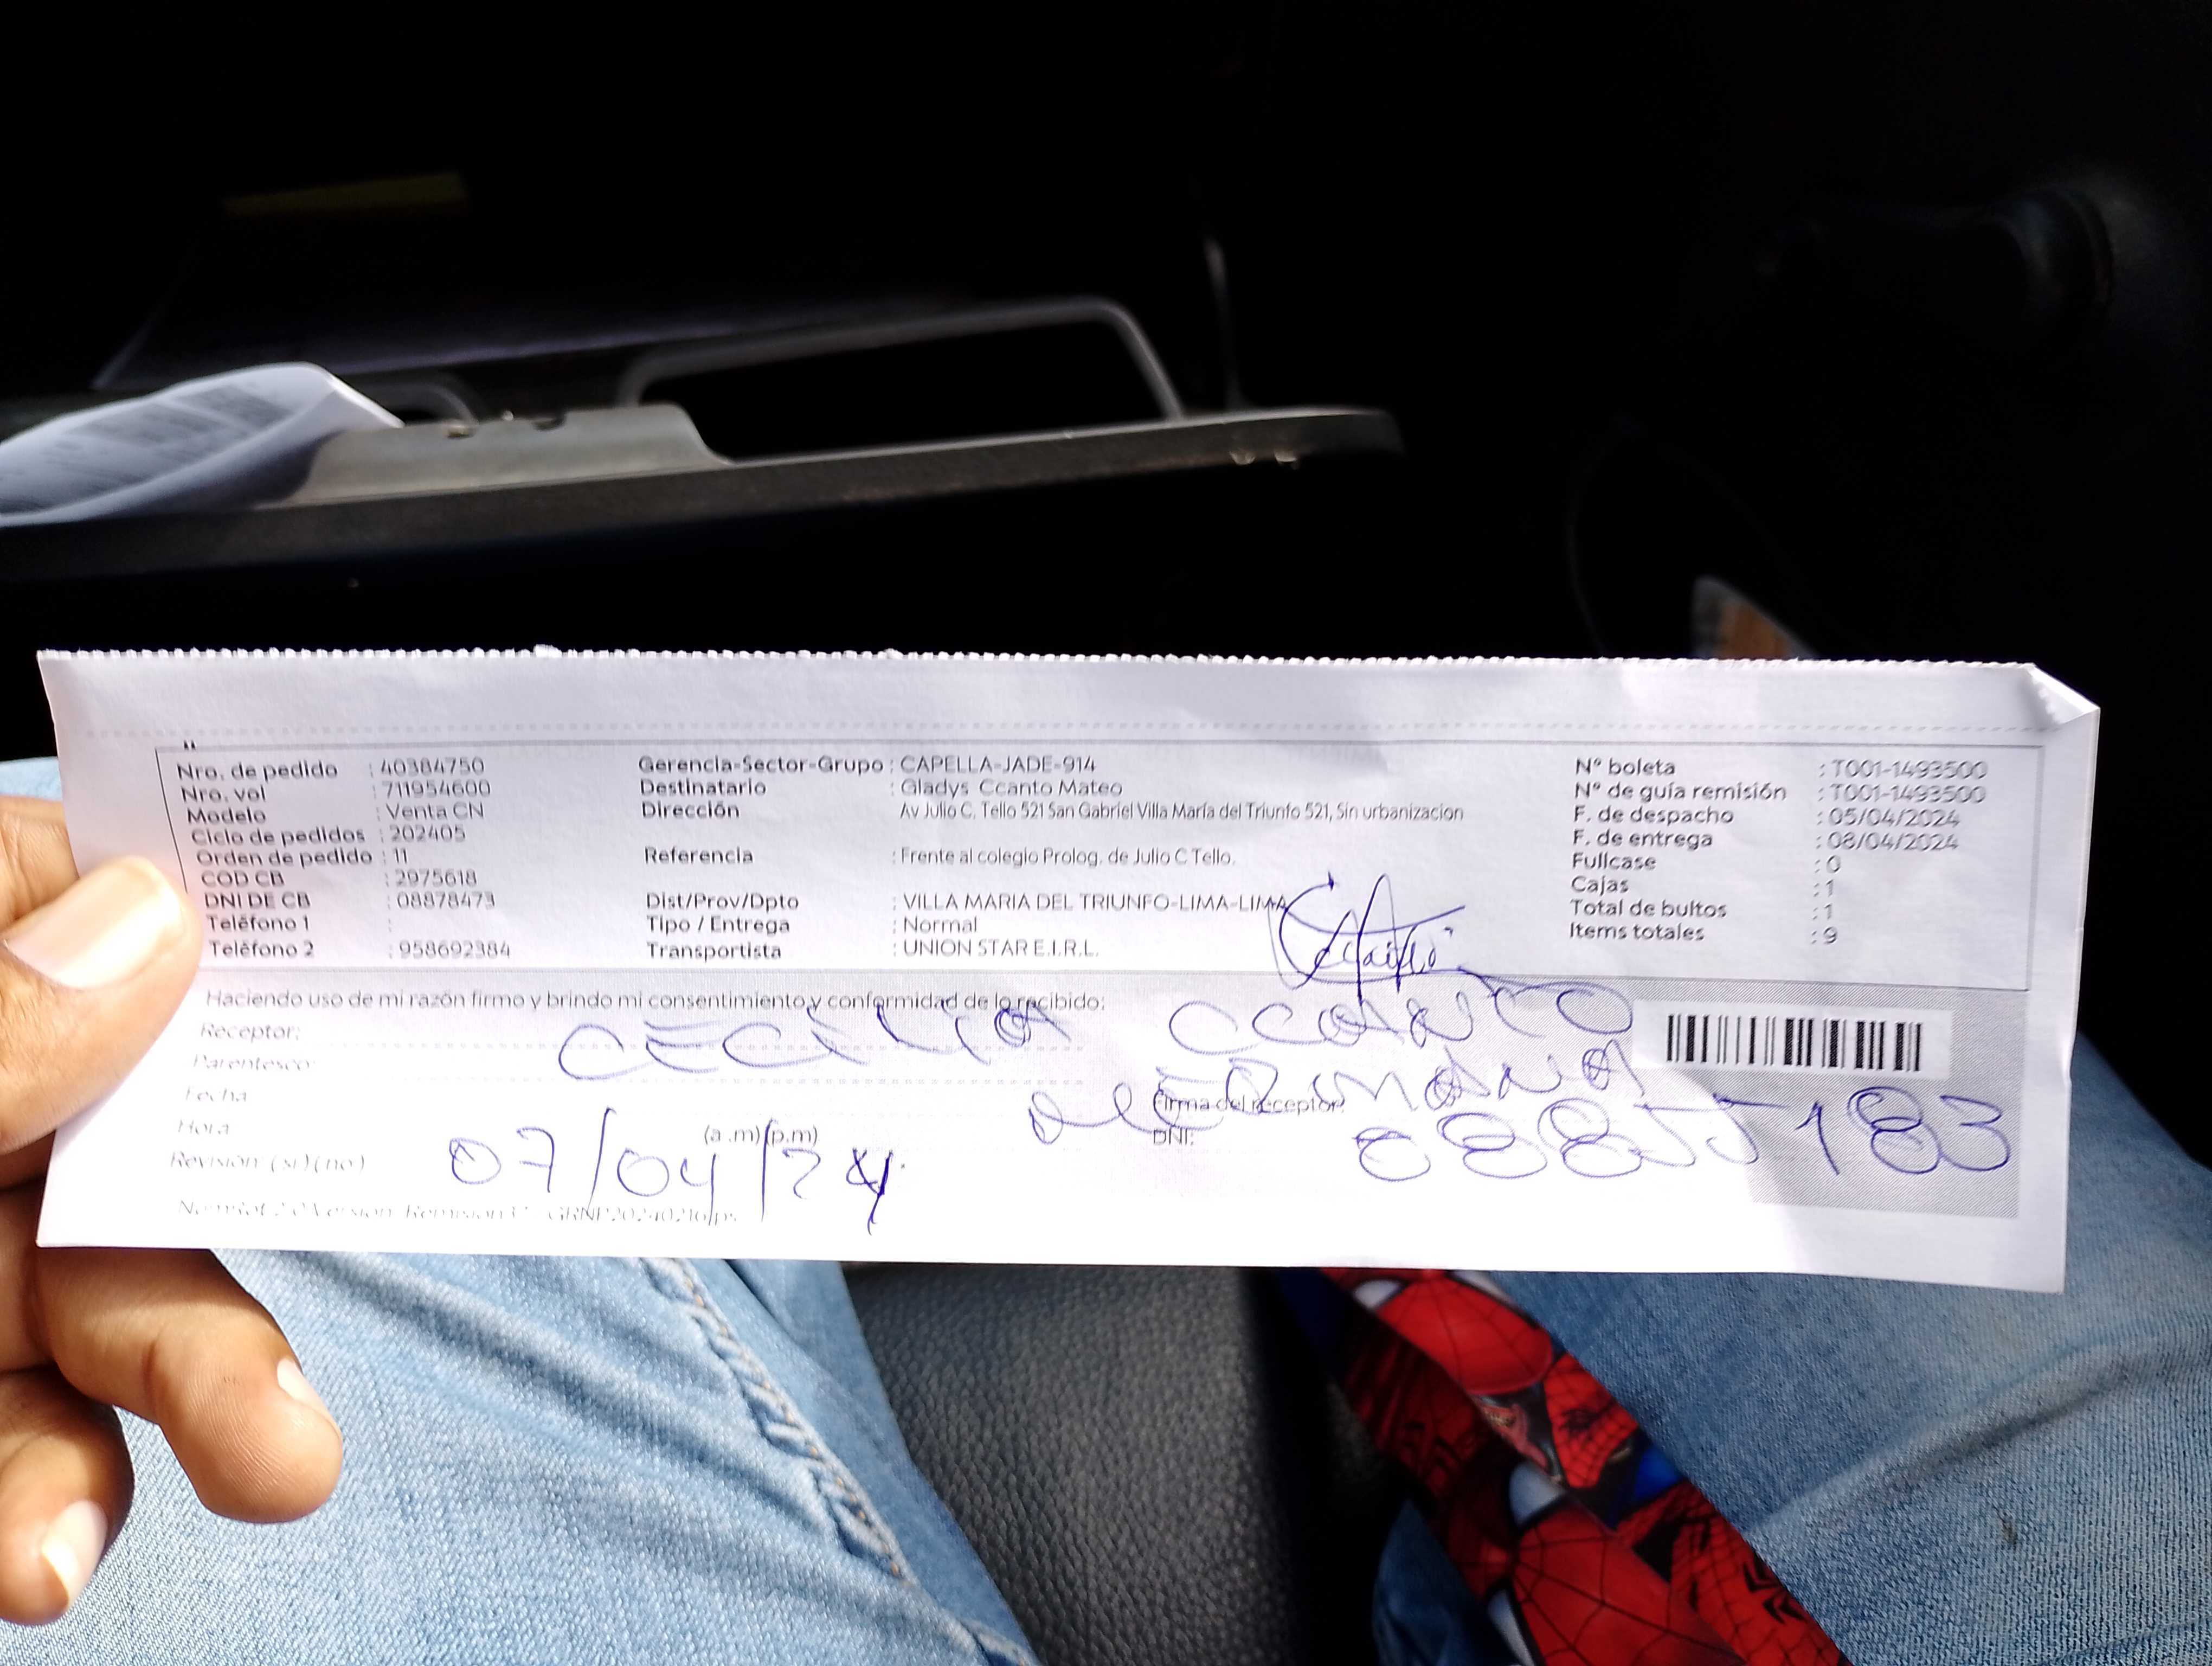 Nro. de pedido : 40384750
Nro. vol : 711954600
Modelo : Venta CN
Ciclo de pedidos : 202405
Orden de pedido : 11
COD CB : 2975618
DNI DE CB : 08878473
Teléfono 1 :
Teléfono 2 : 958692384
Gerencia-Sector-Grupo : CAPELLA-JADE-914
Destinatario : Gladys Ccanto Mateo
Dirección Av Julio C. Tello 521 San Gabriel Villa María del Triunfo 521, Sin urbanizacion
Referencia : Frente al colegio Prolog. de Julio C Tello.
Dist/Prov/Dpto : VILLA MARIA DEL TRIUNFO-LIMA-LIMA
Tipo / Entrega : Normal
Transportista : UNION STAR E.I.R.L.
Nº boleta : T001-1493500
Nº de guía remisión : T001-1493500
F. de despacho : 05/04/2024
F. de entrega : 08/04/2024
Fullcase : 0
Cajas : 1
Total de bultos : 1
Items totales : 9
Haciendo uso de mi razón firmo y brindo mi consentimiento y conformidad de lo recibido:
Receptor: CECILIA CCANTO
Parentesco: HERMANA
Fecha
Firma del receptor:
Hora (a.m)(p.m)
DNI: 08855183
07/04/24
Revisión: (si) (no)